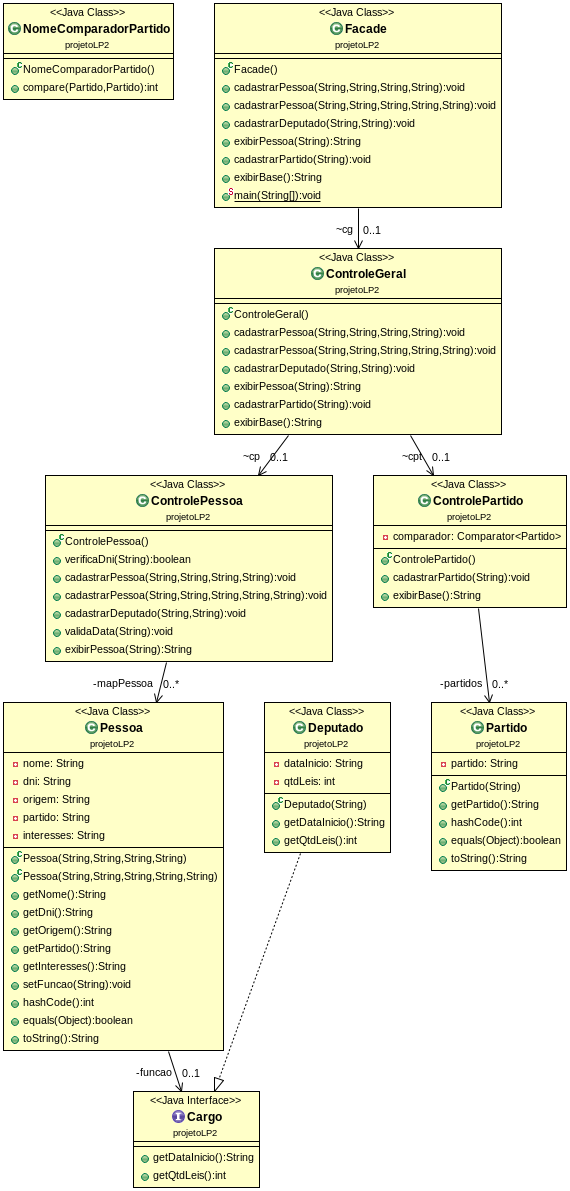 <<Java Class>>
NomeComparadorPartido
projetoLP2
NomeComparadorPartido()
compare(Partido,Partido):int
<<Java Class>>
Facade
projetoLP2
Facade()
cadastrarPessoa(String,String,String,String):void
cadastrarPessoa(String,String,String,String,String):void
cadastrarDeputado(String,String):void
exibirPessoa(String):String
cadastrarPartido(String):void
exibirBase():String
main(String[]):void
~cg 0..1
<<Java Class>>
ControleGeral
projetoLP2
ControleGeral()
cadastrarPessoa(String,String,String,String):void
cadastrarPessoa(String,String,String,String,String):void
cadastrarDeputado(String,String):void
exibirPessoa(String):String
cadastrarPartido(String):void
exibirBase():String
~cp 0..1
~cpt 0..1
<<Java Class>>
ControlePessoa
projetoLP2
ControlePessoa()
verificaDni(String):boolean
cadastrarPessoa(String,String,String,String):void
cadastrarPessoa(String,String,String,String,String):void
cadastrarDeputado(String,String):void
validaData(String):void
exibirPessoa(String):String
<<Java Class>>
ControlePartido
projetoLP2
comparador: Comparator<Partido>
ControlePartido()
cadastrarPartido(String):void
exibirBase():String
-mapPessoa 0..*
-partidos 0..*
<<Java Class>>
Pessoa
projetoLP2
nome: String
dni: String
origem: String
partido: String
interesses: String
Pessoa(String,String,String,String)
Pessoa(String,String,String,String,String)
getNome():String
getDni():String
getOrigem():String
getPartido():String
getInteresses():String
setFuncao(String):void
hashCode():int
equals(Object):boolean
toString():String
<<Java Class>>
Deputado
projetoLP2
dataInicio: String
qtdLeis: int
Deputado(String)
getDataInicio():String
getQtdLeis():int
<<Java Class>>
Partido
projetoLP2
partido: String
Partido(String)
getPartido():String
hashCode():int
equals(Object):boolean
toString():String
-funcao 0..1
<<Java Interface>>
Cargo
projetoLP2
getDataInicio():String
getQtdLeis():int